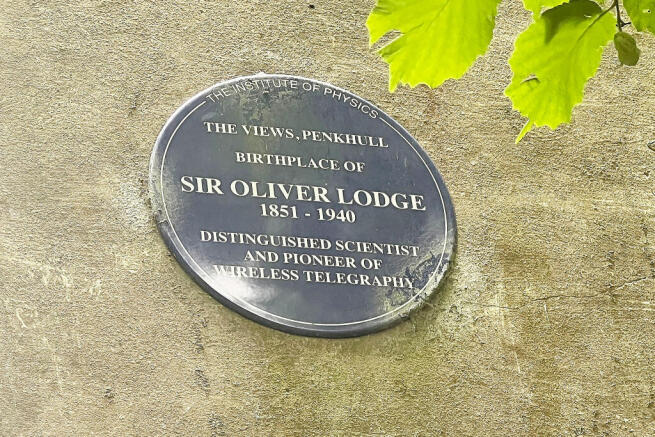 THE INSTITUTE OF PHYSICS
THE VIEWS, PENKHULL
BIRTHPLACE OF
SIR OLIVER LODGE
1851 - 1940
DISTINGUISHED SCIENTIST
AND PIONEER OF
WIRELESS TELEGRAPHY